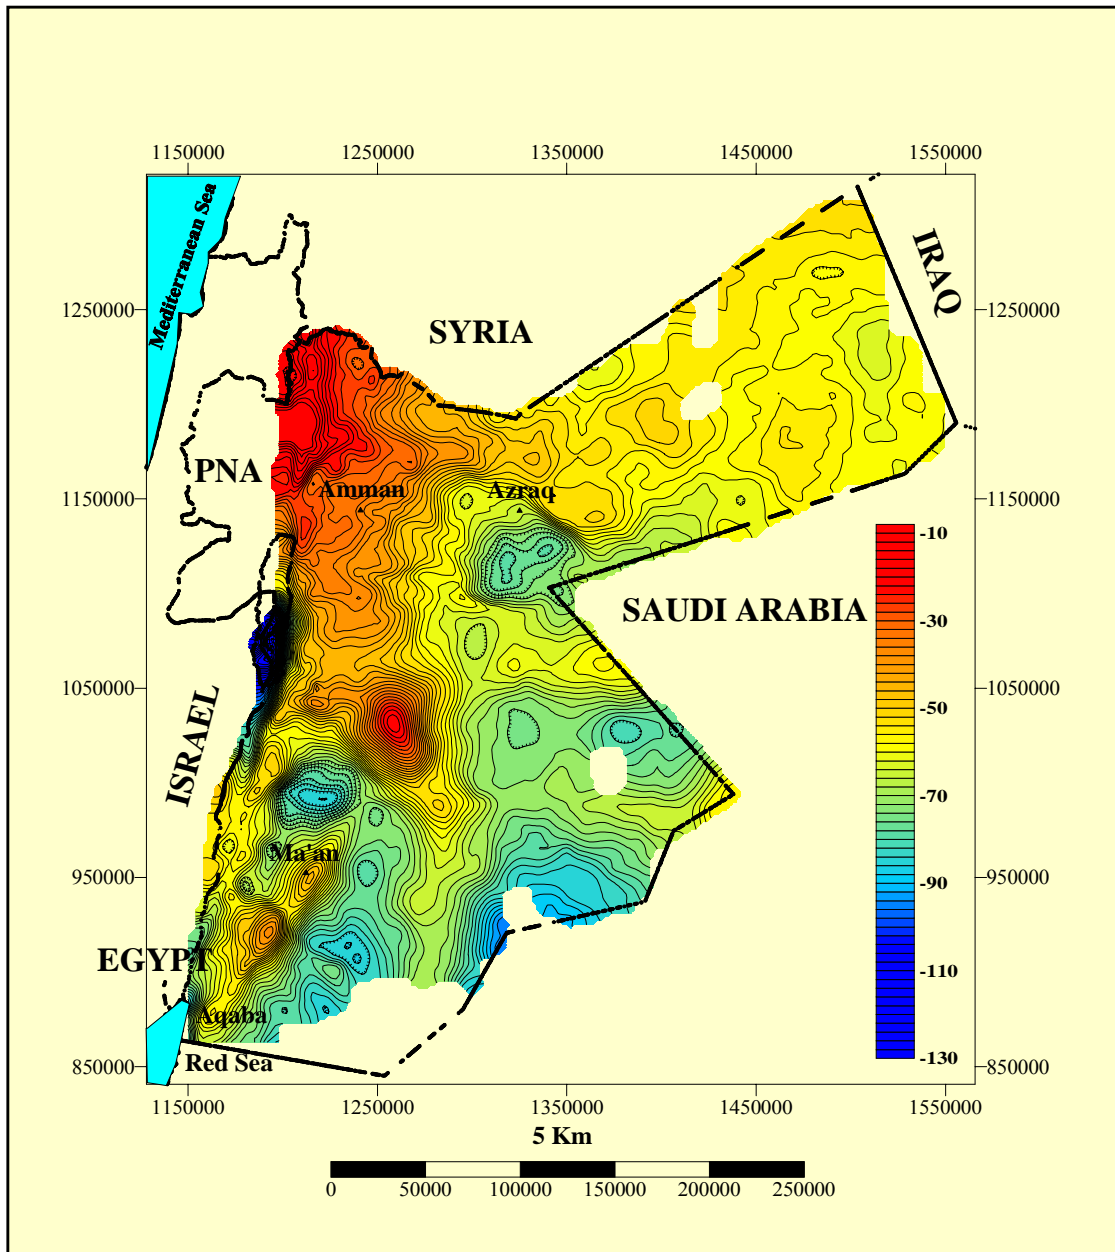 1150000 1250000 1350000 1450000 1550000
Mediterranean Sea
IRAQ
1250000 1250000
SYRIA
PNA
Amman
Azraq
1150000 1150000
-10
SAUDI ARABIA
-30
1050000 1050000
ISRAEL
-50
-70
Ma'an
950000 950000
-90
EGYPT
-110
Aqaba
Red Sea
-130
850000 850000
1150000 1250000 1350000 1450000 1550000
5 Km
0 50000 100000 150000 200000 250000